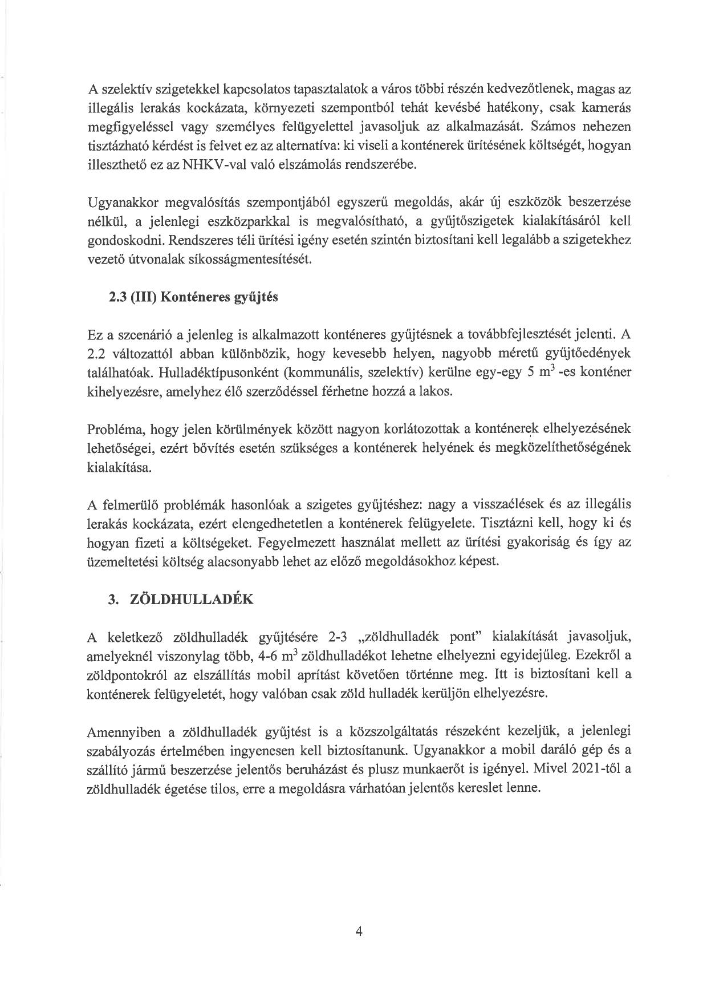 A szelektív szigetekkel kapcsolatos tapasztalatok a város többi részén kedvezőtlenek, magas az
illegális lerakás kockázata, környezeti szempontból tehát kevésbé hatékony, csak kamerás
megfigyeléssel vagy személyes felügyelettel javasoljuk az alkalmazását. Számos nehezen
tisztázható kérdést is felvet ez az alternatíva: ki viseli a konténerek ürítésének költségét, hogyan
illeszthető ez az NHKV-val való elszámolás rendszerébe.
Ugyanakkor megvalósítás szempontjából egyszerű megoldás, akár új eszközök beszerzése
nélkül, a jelenlegi eszközparkkal is megvalósítható, a gyűjtőszigetek kialakításáról kell
gondoskodni. Rendszeres téli ürítési igény esetén szintén biztosítani kell legalább a szigetekhez
vezető útvonalak síkosságmentesítését.
2.3 (III) Konténeres gyűjtés
Ez a szcenárió a jelenleg is alkalmazott konténeres gyűjtésnek a továbbfejlesztését jelenti. A
2.2 változattól abban különbözik, hogy kevesebb helyen, nagyobb méretű gyűjtőedények
találhatóak. Hulladéktípusonként (kommunális, szelektív) kerülne egy-egy 5 m³ -es konténer
kihelyezésre, amelyhez élő szerződéssel férhetne hozzá a lakos.
Probléma, hogy jelen körülmények között nagyon korlátozottak a konténerek elhelyezésének
lehetőségei, ezért bővítés esetén szükséges a konténerek helyének és megközelíthetőségének
kialakítása.
A felmerülő problémák hasonlóak a szigetes gyűjtéshez: nagy a visszaélések és az illegális
lerakás kockázata, ezért elengedhetetlen a konténerek felügyelete. Tisztázni kell, hogy ki és
hogyan fizeti a költségeket. Fegyelmezett használat mellett az ürítési gyakoriság és így az
üzemeltetési költség alacsonyabb lehet az előző megoldásokhoz képest.
3. ZÖLDHULLADÉK
A keletkező zöldhulladék gyűjtésére 2-3 „zöldhulladék pont” kialakítását javasoljuk,
amelyeknél viszonylag több, 4-6 m³ zöldhulladékot lehetne elhelyezni egyidejűleg. Ezekről a
zöldpontokról az elszállítás mobil aprítást követően történne meg. Itt is biztosítani kell a
konténerek felügyeletét, hogy valóban csak zöld hulladék kerüljön elhelyezésre.
Amennyiben a zöldhulladék gyűjtést is a közszolgáltatás részeként kezeljük, a jelenlegi
szabályozás értelmében ingyenesen kell biztosítanunk. Ugyanakkor a mobil daráló gép és a
szállító jármű beszerzése jelentős beruházást és plusz munkaerőt is igényel. Mivel 2021-től a
zöldhulladék égetése tilos, erre a megoldásra várhatóan jelentős kereslet lenne.
4